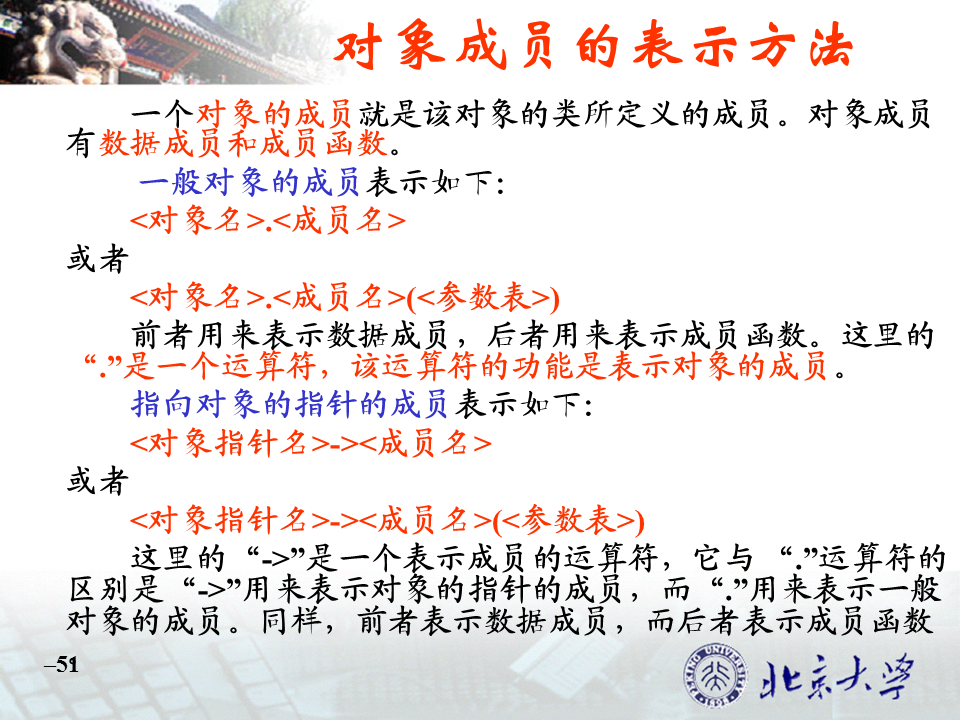 对象成员的表示方法
一个对象的成员就是该对象的类所定义的成员。对象成员
有数据成员和成员函数。
一般对象的成员表示如下:
<对象名>.<成员名>
或者
<对象名>.<成员名>(<参数表>)
前者用来表示数据成员，后者用来表示成员函数。这里的
“.”是一个运算符，该运算符的功能是表示对象的成员。
指向对象的指针的成员表示如下:
<对象指针名>-><成员名>
或者
<对象指针名>-><成员名>(<参数表>)
这里的“->”是一个表示成员的运算符，它与 “.”运算符的
区别是“->”用来表示对象的指针的成员，而“.”用来表示一般
对象的成员。同样，前者表示数据成员，而后者表示成员函数
–51
PEKING UNIVERSITY
1898
北京大学